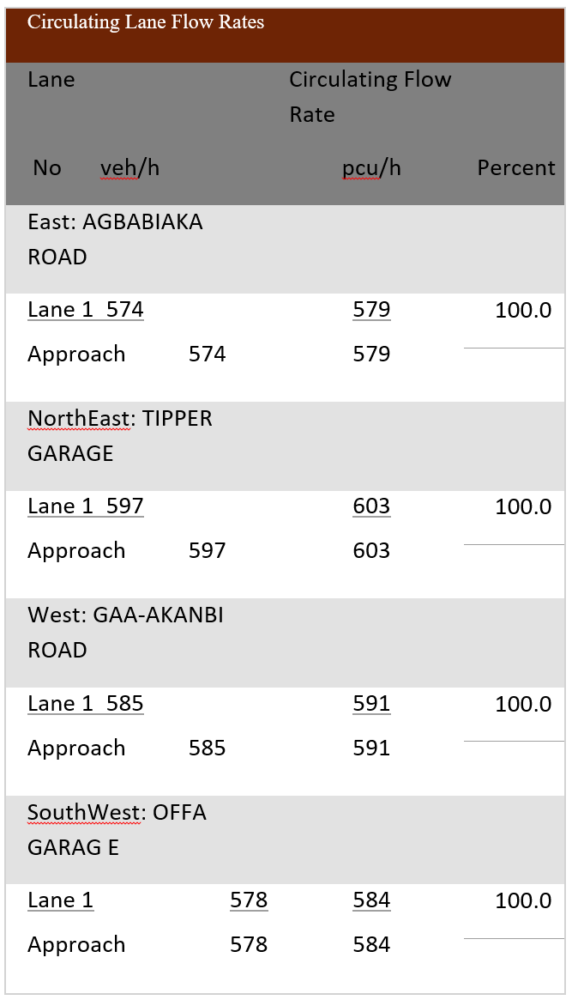 Circulating Lane Flow Rates
Lane Circulating Flow
Rate
No veh/h pcu/h Percent
East: AGBABIAKA
ROAD
Lane 1 574 579 100.0
Approach 574 579
NorthEast: TIPPER
GARAGE
Lane 1 597 603 100.0
Approach 597 603
West: GAA-AKANBI
ROAD
Lane 1 585 591 100.0
Approach 585 591
SouthWest: OFFA
GARAG E
Lane 1 578 584 100.0
Approach 578 584